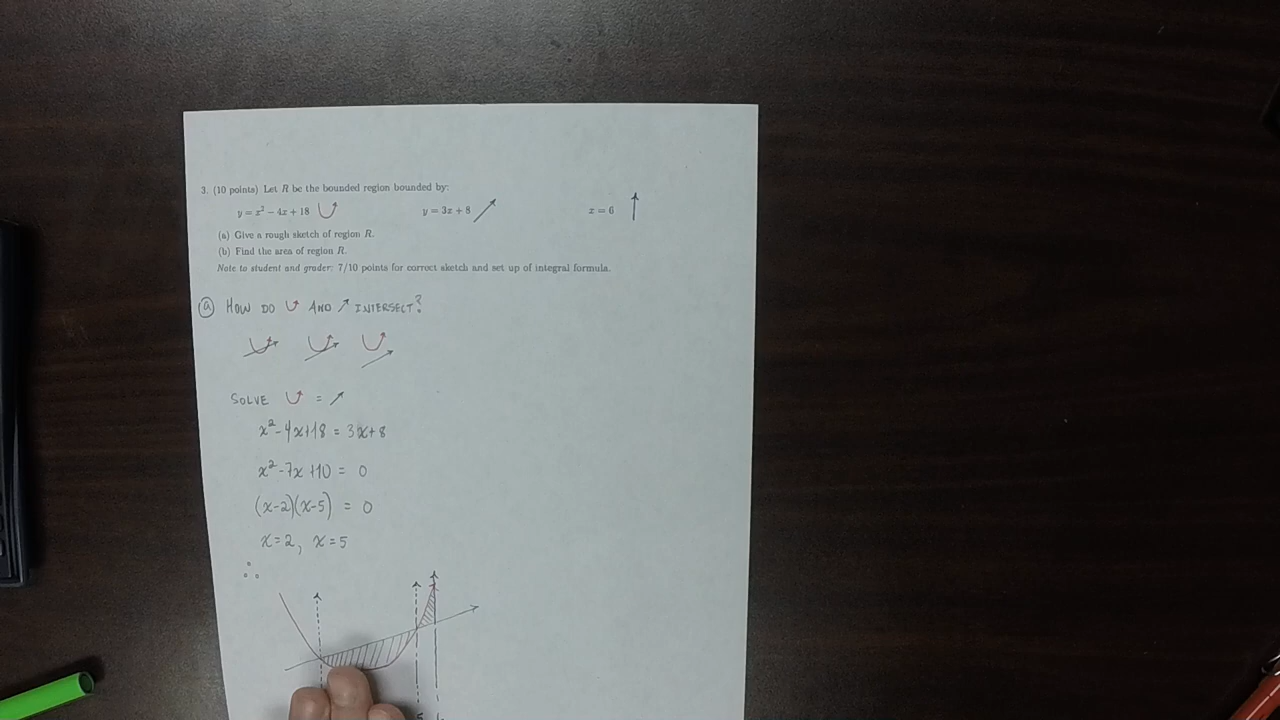 3. (10 points) Let R be the bounded region bounded by:
y = x² − 4x + 18 y = 3x + 8 x = 6
(a) Give a rough sketch of region R.
(b) Find the area of region R.
Note to student and grader: 7/10 points for correct sketch and set up of integral formula.
ⓐ HOW DO AND INTERSECT?
SOLVE =
x²-4x+18 = 3x+8
x²-7x+10 = 0
(x-2)(x-5) = 0
x=2, x=5
∴